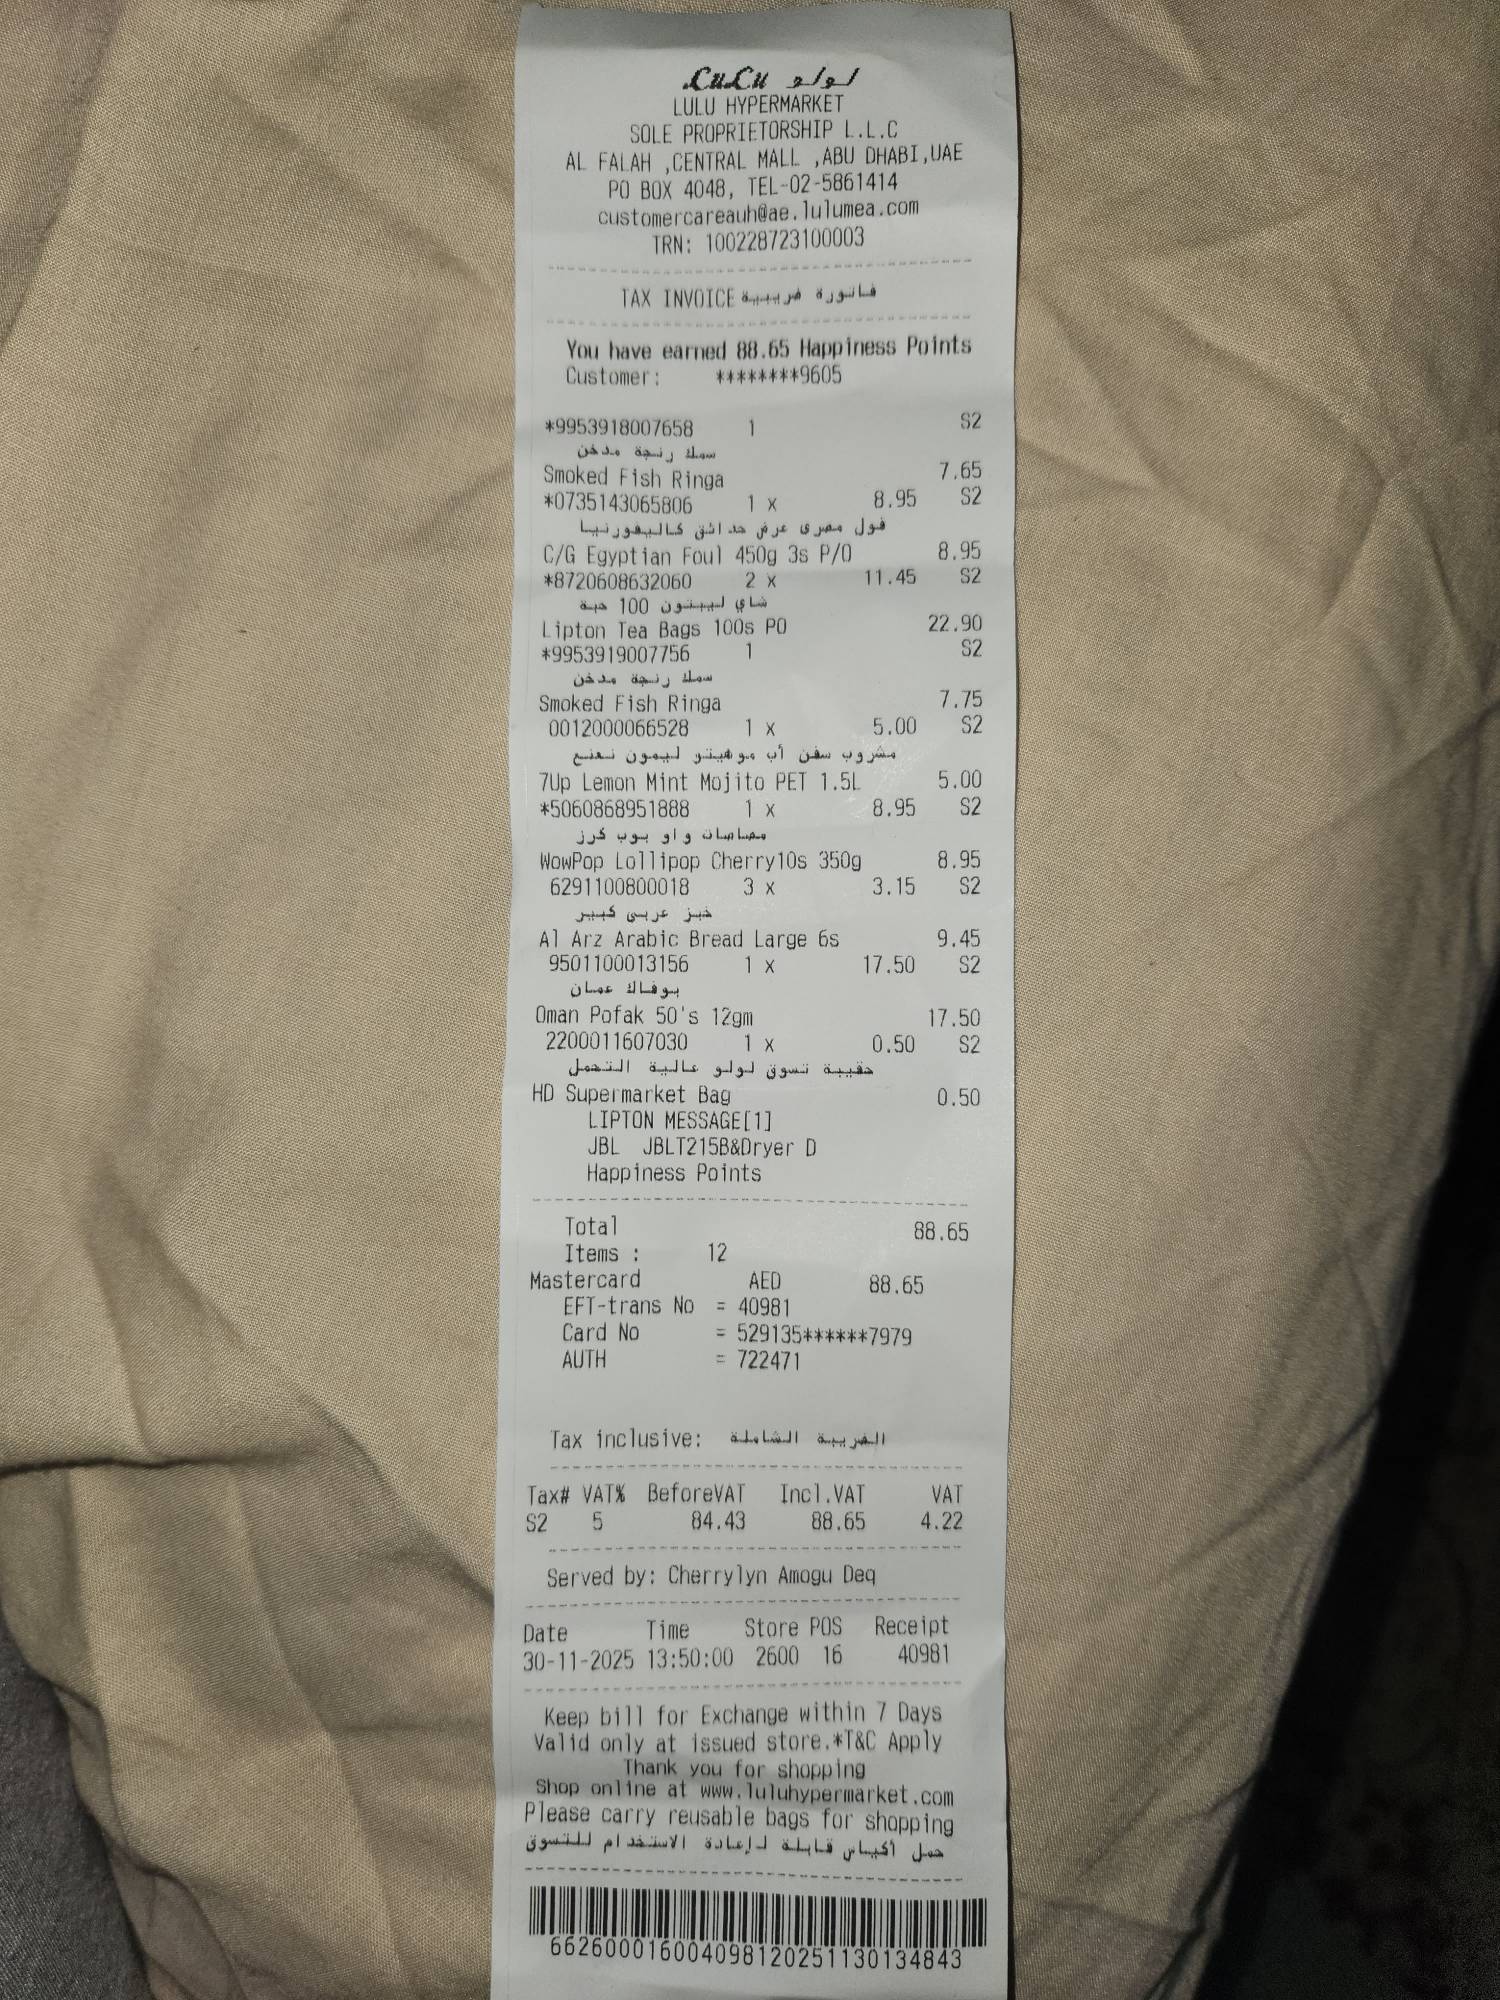 LuLu لولو
LULU HYPERMARKET
SOLE PROPRIETORSHIP L.L.C
AL FALAH ,CENTRAL MALL ,ABU DHABI,UAE
PO BOX 4048, TEL-02-5861414
customercareauh@ae.lulumea.com
TRN: 100228723100003
TAX INVOICE فاتورة ضريبية
You have earned 88.65 Happiness Points
Customer: ********9605
*9953918007658 1 S2
سمك رنجة مدخن
Smoked Fish Ringa 7.65
*0735143065806 1 x 8.95 S2
فول مصرى عرض حدائق كاليفورنيا
C/G Egyptian Foul 450g 3s P/O 8.95
*8720608632060 2 x 11.45 S2
شاي ليبتون 100 حبة
Lipton Tea Bags 100s PO 22.90
*9953919007756 1 S2
سمك رنجة مدخن
Smoked Fish Ringa 7.75
0012000066528 1 x 5.00 S2
مشروب سفن أب موهيتو ليمون نعنع
7Up Lemon Mint Mojito PET 1.5L 5.00
*5060868951888 1 x 8.95 S2
مصاصات واو بوب كرز
WowPop Lollipop Cherry10s 350g 8.95
6291100800018 3 x 3.15 S2
خبز عربى كبير
Al Arz Arabic Bread Large 6s 9.45
9501100013156 1 x 17.50 S2
بوفاك عمان
Oman Pofak 50's 12gm 17.50
2200011607030 1 x 0.50 S2
حقيبة تسوق لولو عالية التحمل
HD Supermarket Bag 0.50
LIPTON MESSAGE[1]
JBL JBLT215B&Dryer D
Happiness Points
Total 88.65
Items : 12
Mastercard AED 88.65
EFT-trans No = 40981
Card No = 529135******7979
AUTH = 722471
Tax inclusive: الضريبة الشاملة
Tax# VAT% BeforeVAT Incl.VAT VAT
S2 5 84.43 88.65 4.22
Served by: Cherrylyn Amogu Deq
Date Time Store POS Receipt
30-11-2025 13:50:00 2600 16 40981
Keep bill for Exchange within 7 Days
Valid only at issued store.*T&C Apply
Thank you for shopping
Shop online at www.luluhypermarket.com
Please carry reusable bags for shopping
حمل أكياس قابلة لإعادة الاستخدام للتسوق
662600016004098120251130134843